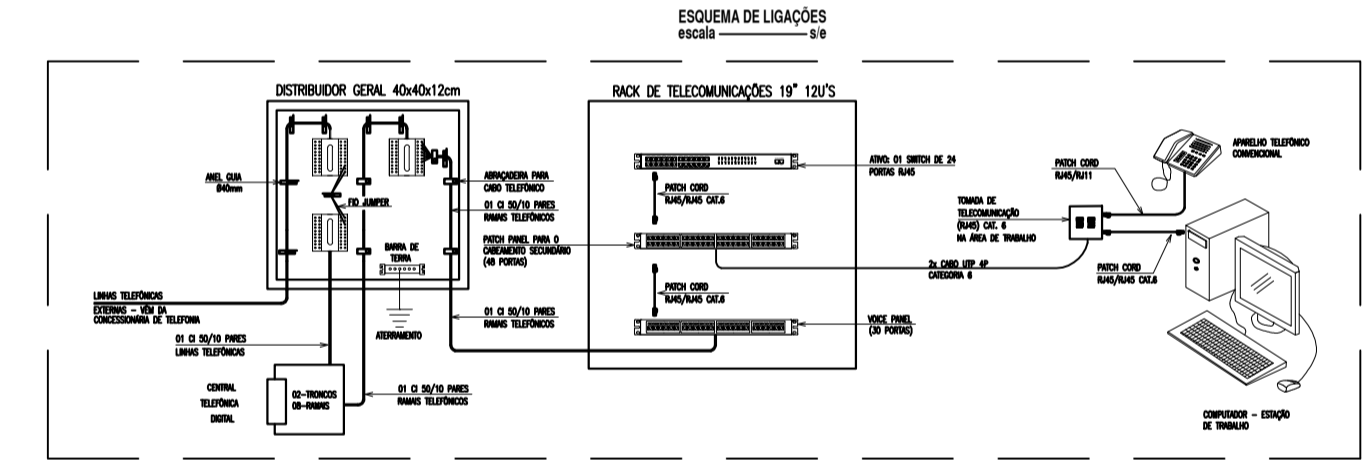 ESQUEMA DE LIGAÇÕES
escala s/e
DISTRIBUIDOR GERAL 40x40x12cm
ANEL GUIA
Ø40mm
FIO JUMPER
BARRA DE
TERRA
ATERRAMENTO
ABRAÇADEIRA PARA
CABO TELEFÔNICO
01 CI 50/10 PARES
RAMAIS TELEFÔNICOS
PATCH PANEL PARA O
CABEAMENTO SECUNDÁRIO
(48 PORTAS)
01 CI 50/10 PARES
RAMAIS TELEFÔNICOS
LINHAS TELEFÔNICAS
EXTERNAS - VÊM DA
CONCESSIONÁRIA DE TELEFONIA
01 CI 50/10 PARES
LINHAS TELEFÔNICAS
CENTRAL
TELEFÔNICA
DIGITAL
02-TRONCOS
08-RAMAIS
01 CI 50/10 PARES
RAMAIS TELEFÔNICOS
RACK DE TELECOMUNICAÇÕES 19" 12U'S
PATCH CORD
RJ45/RJ45 CAT.6
PATCH CORD
RJ45/RJ45 CAT.6
ATIVO: 01 SWITCH DE 24
PORTAS RJ45
VOICE PANEL
(30 PORTAS)
2x CABO UTP 4P
CATEGORIA 6
TOMADA DE
TELECOMUNICAÇÃO
(RJ45) CAT. 6
NA ÁREA DE TRABALHO
PATCH CORD
RJ45/RJ11
APARELHO TELEFÔNICO
CONVENCIONAL
PATCH CORD
RJ45/RJ45 CAT.6
COMPUTADOR - ESTAÇÃO
DE TRABALHO